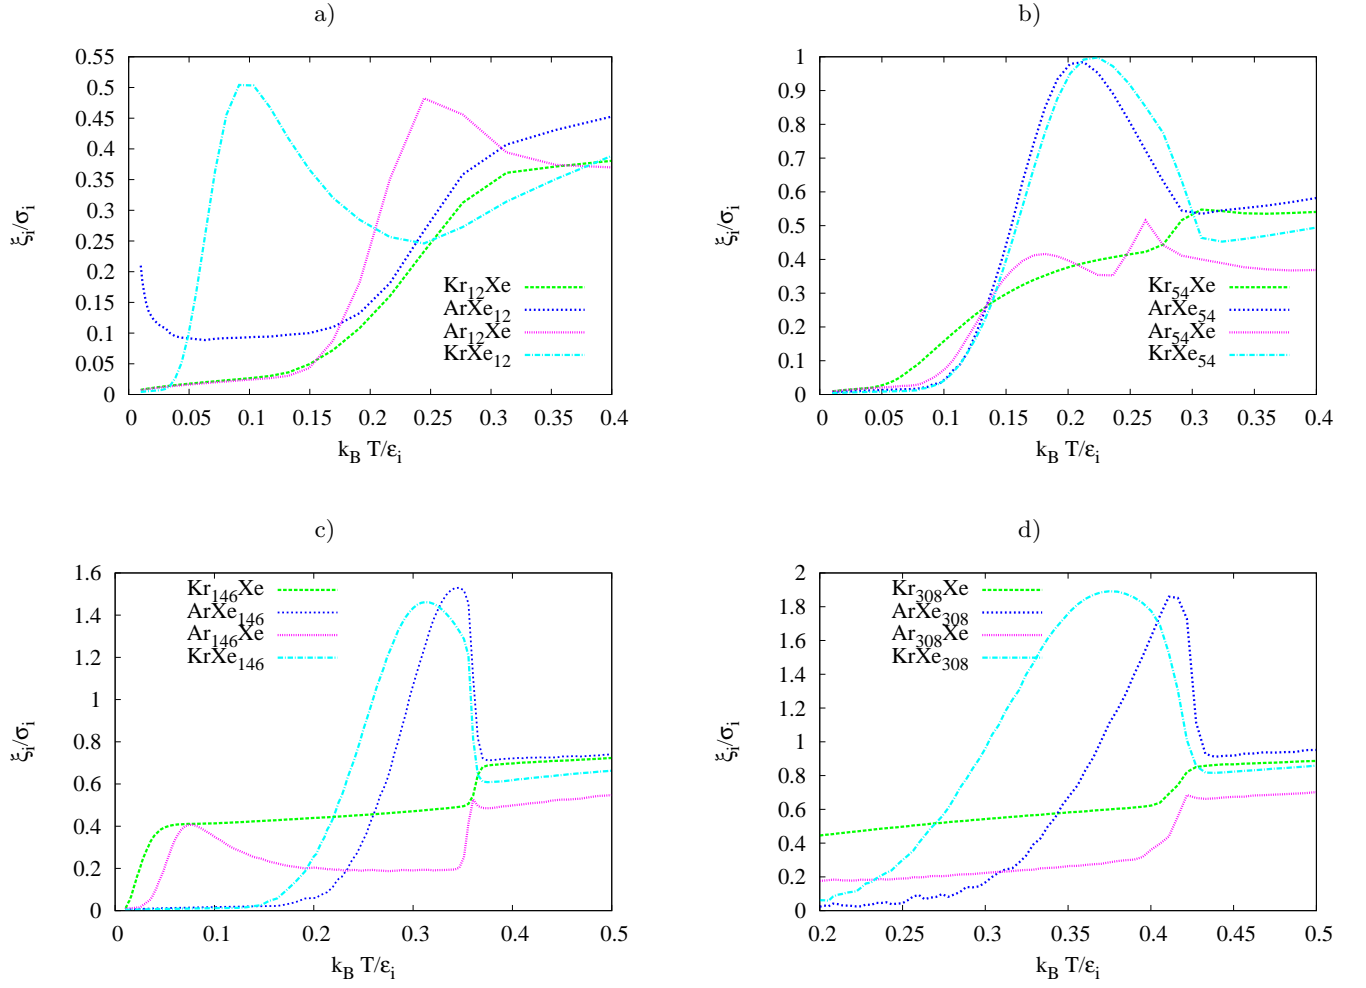 a)
0.55
0.5
0.45
0.4
0.35
0.3
0.25
0.2
0.15
0.1
0.05
0
ξi/σi
Kr12Xe
ArXe12
Ar12Xe
KrXe12
0 0.05 0.1 0.15 0.2 0.25 0.3 0.35 0.4
kB T/εi
b)
1
0.9
0.8
0.7
0.6
0.5
0.4
0.3
0.2
0.1
0
ξi/σi
Kr54Xe
ArXe54
Ar54Xe
KrXe54
0 0.05 0.1 0.15 0.2 0.25 0.3 0.35 0.4
kB T/εi
c)
1.6
1.4
1.2
1
0.8
0.6
0.4
0.2
0
ξi/σi
Kr146Xe
ArXe146
Ar146Xe
KrXe146
0 0.1 0.2 0.3 0.4 0.5
kB T/εi
d)
2
1.8
1.6
1.4
1.2
1
0.8
0.6
0.4
0.2
0
ξi/σi
Kr308Xe
ArXe308
Ar308Xe
KrXe308
0.2 0.25 0.3 0.35 0.4 0.45 0.5
kB T/εi